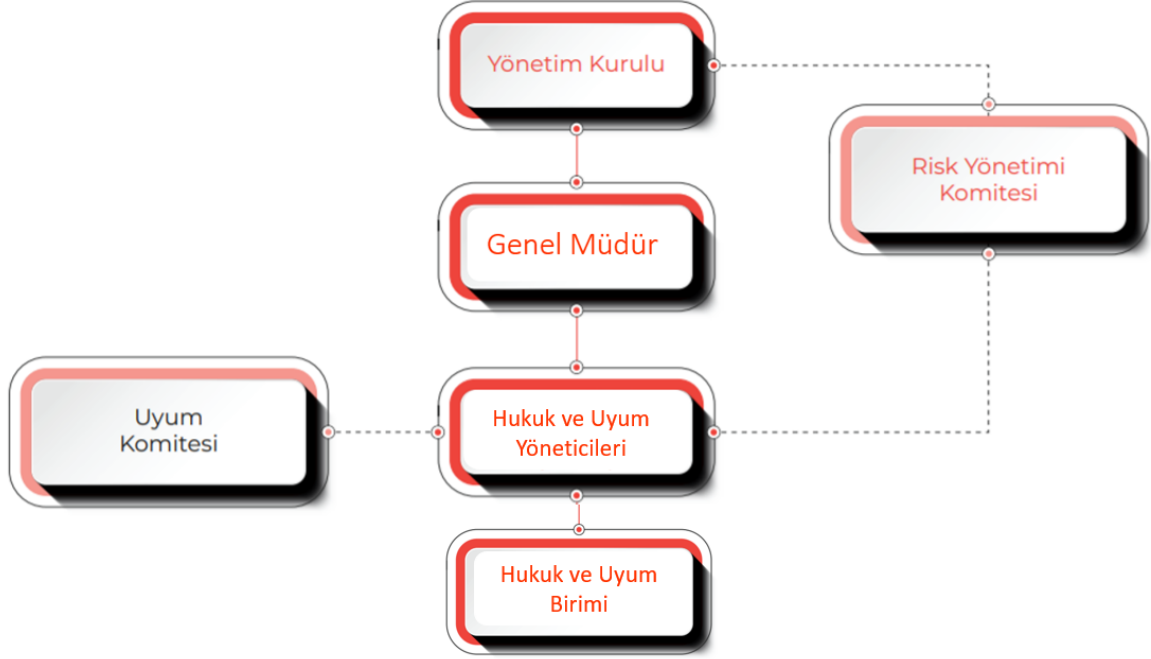 Yönetim Kurulu
Risk Yönetimi
Komitesi
Genel Müdür
Uyum
Komitesi
Hukuk ve Uyum
Yöneticileri
Hukuk ve Uyum
Birimi